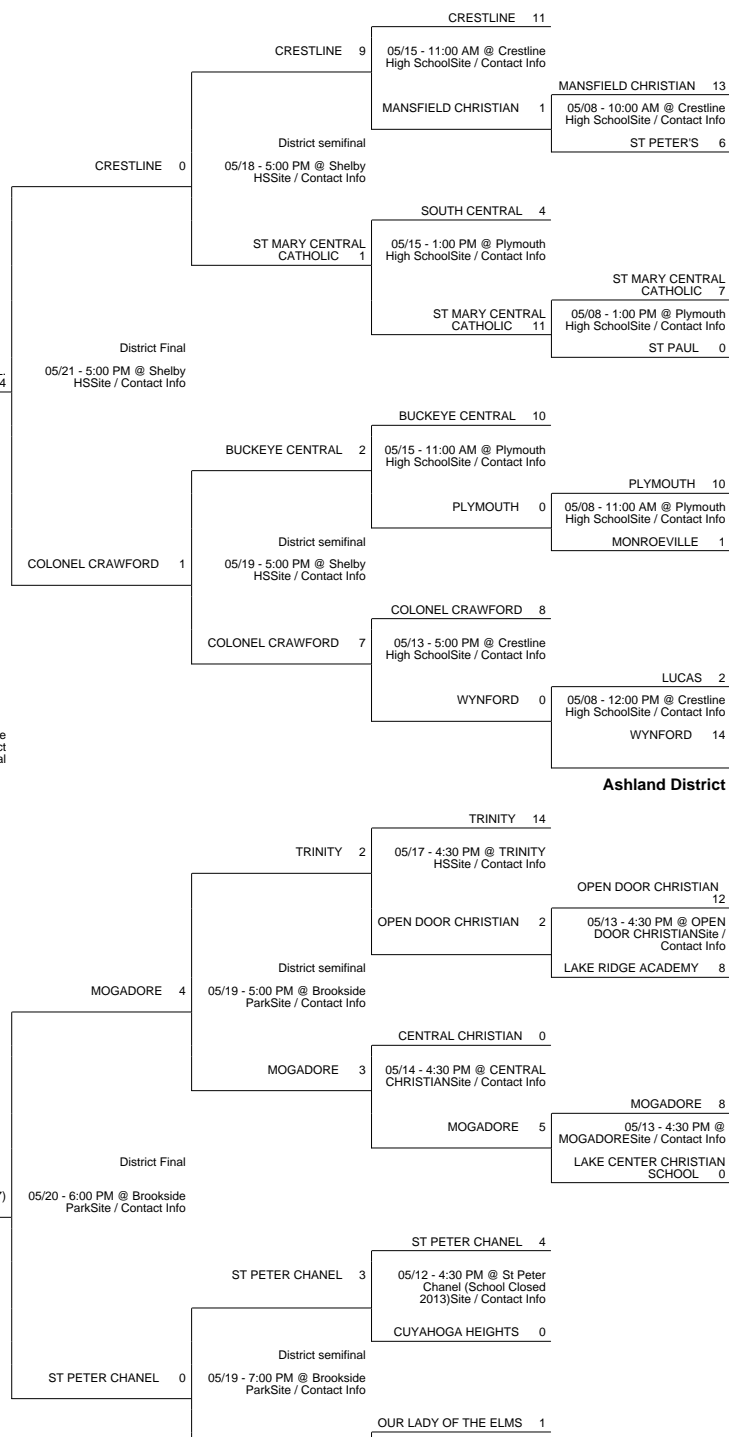 CRESTLINE 11
CRESTLINE 9
05/15 - 11:00 AM @ Crestline
High SchoolSite / Contact Info
MANSFIELD CHRISTIAN 13
MANSFIELD CHRISTIAN 1
05/08 - 10:00 AM @ Crestline
High SchoolSite / Contact Info
ST PETER'S 6
District semifinal
CRESTLINE 0
05/18 - 5:00 PM @ Shelby
HSSite / Contact Info
SOUTH CENTRAL 4
ST MARY CENTRAL
CATHOLIC 1
05/15 - 1:00 PM @ Plymouth
High SchoolSite / Contact Info
ST MARY CENTRAL
CATHOLIC 7
ST MARY CENTRAL
CATHOLIC 11
05/08 - 1:00 PM @ Plymouth
High SchoolSite / Contact Info
ST PAUL 0
District Final
L.
4
05/21 - 5:00 PM @ Shelby
HSSite / Contact Info
BUCKEYE CENTRAL 10
BUCKEYE CENTRAL 2
05/15 - 11:00 AM @ Plymouth
High SchoolSite / Contact Info
PLYMOUTH 10
PLYMOUTH 0
05/08 - 11:00 AM @ Plymouth
High SchoolSite / Contact Info
MONROEVILLE 1
District semifinal
COLONEL CRAWFORD 1
05/19 - 5:00 PM @ Shelby
HSSite / Contact Info
COLONEL CRAWFORD 8
COLONEL CRAWFORD 7
05/13 - 5:00 PM @ Crestline
High SchoolSite / Contact Info
LUCAS 2
WYNFORD 0
05/08 - 12:00 PM @ Crestline
High SchoolSite / Contact Info
WYNFORD 14
e
ct
al
Ashland District
TRINITY 14
TRINITY 2
05/17 - 4:30 PM @ TRINITY
HSSite / Contact Info
OPEN DOOR CHRISTIAN
12
OPEN DOOR CHRISTIAN 2
05/13 - 4:30 PM @ OPEN
DOOR CHRISTIANSite /
Contact Info
LAKE RIDGE ACADEMY 8
District semifinal
MOGADORE 4
05/19 - 5:00 PM @ Brookside
ParkSite / Contact Info
CENTRAL CHRISTIAN 0
MOGADORE 3
05/14 - 4:30 PM @ CENTRAL
CHRISTIANSite / Contact Info
MOGADORE 8
MOGADORE 5
05/13 - 4:30 PM @
MOGADORESite / Contact Info
LAKE CENTER CHRISTIAN
SCHOOL 0
District Final
)
05/20 - 6:00 PM @ Brookside
ParkSite / Contact Info
ST PETER CHANEL 4
ST PETER CHANEL 3
05/12 - 4:30 PM @ St Peter
Chanel (School Closed
2013)Site / Contact Info
CUYAHOGA HEIGHTS 0
District semifinal
ST PETER CHANEL 0
05/19 - 7:00 PM @ Brookside
ParkSite / Contact Info
OUR LADY OF THE ELMS 1